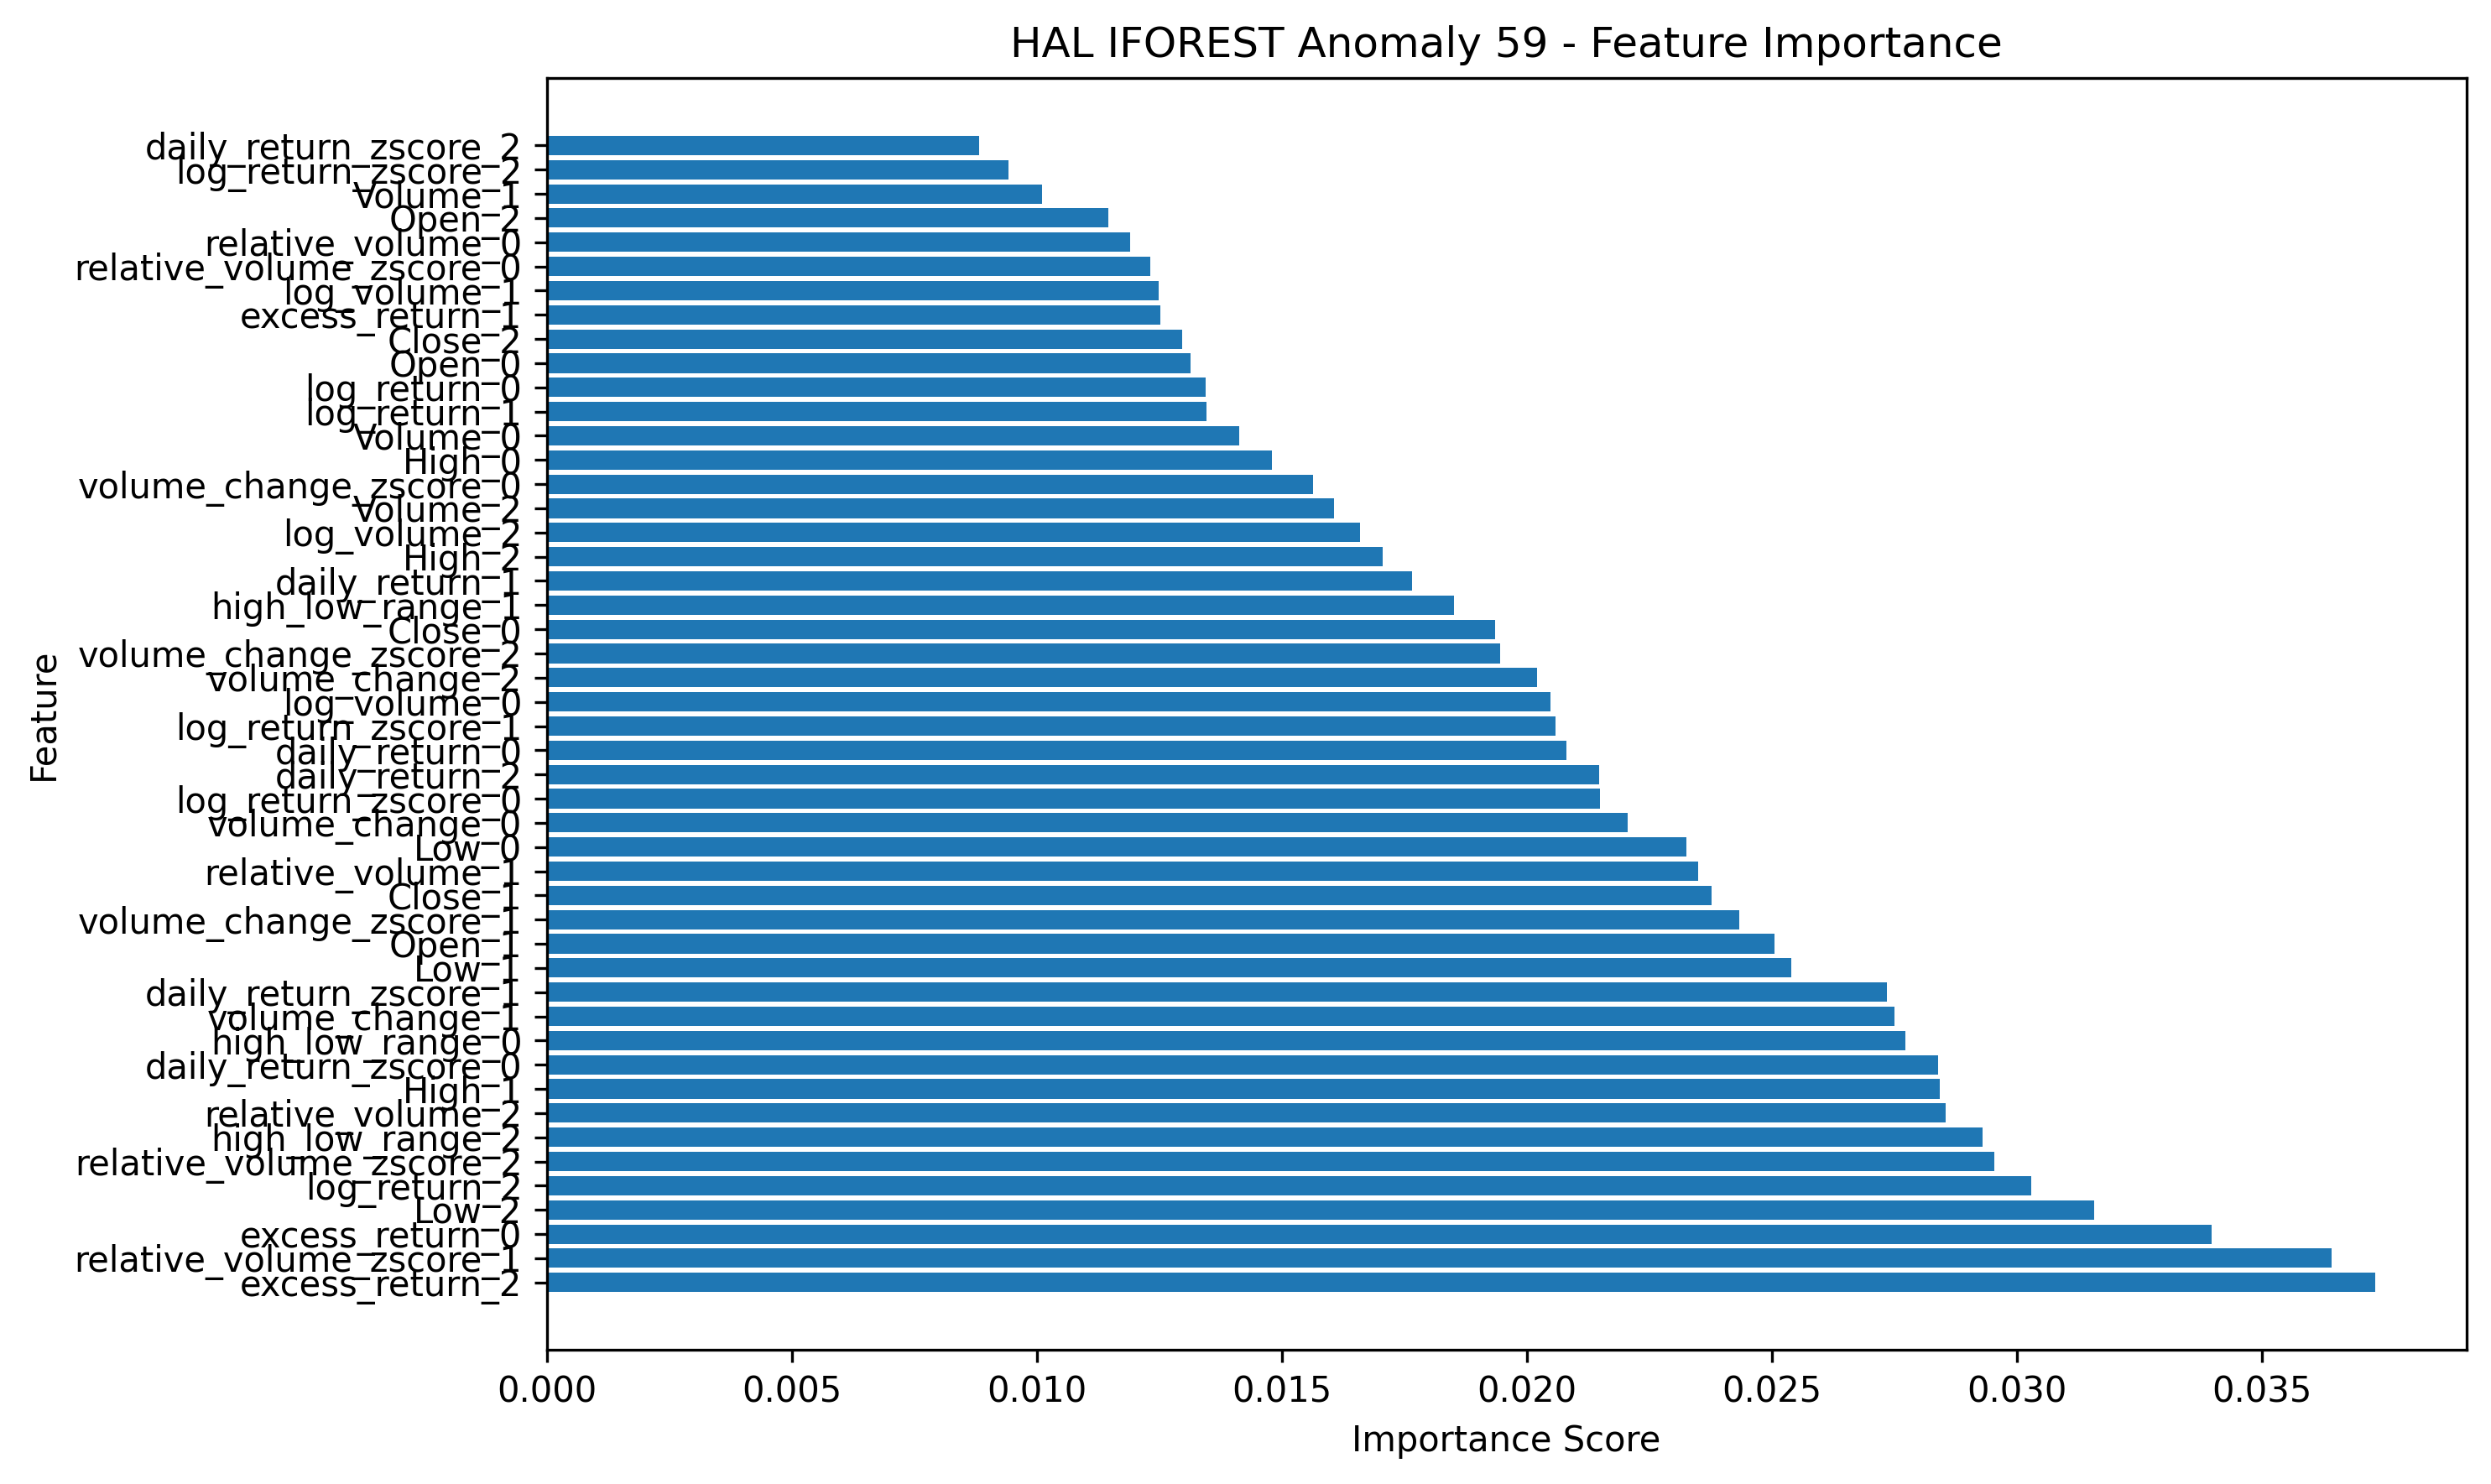 HAL IFOREST Anomaly 59 - Feature Importance
daily_return_zscore_2
log_return_zscore_2
Volume_1
Open_2
relative_volume_0
relative_volume_zscore_0
log_volume_1
excess_return_1
Close_2
Open_0
log_return_0
log_return_1
Volume_0
High_0
volume_change_zscore_0
Volume_2
log_volume_2
High_2
daily_return_1
high_low_range_1
Close_0
volume_change_zscore_2
volume_change_2
log_volume_0
log_return_zscore_1
daily_return_0
daily_return_2
log_return_zscore_0
volume_change_0
Low_0
relative_volume_1
Close_1
volume_change_zscore_1
Open_1
Low_1
daily_return_zscore_1
volume_change_1
high_low_range_0
daily_return_zscore_0
High_1
relative_volume_2
high_low_range_2
relative_volume_zscore_2
log_return_2
Low_2
excess_return_0
relative_volume_zscore_1
excess_return_2
Feature
0.000 0.005 0.010 0.015 0.020 0.025 0.030 0.035
Importance Score